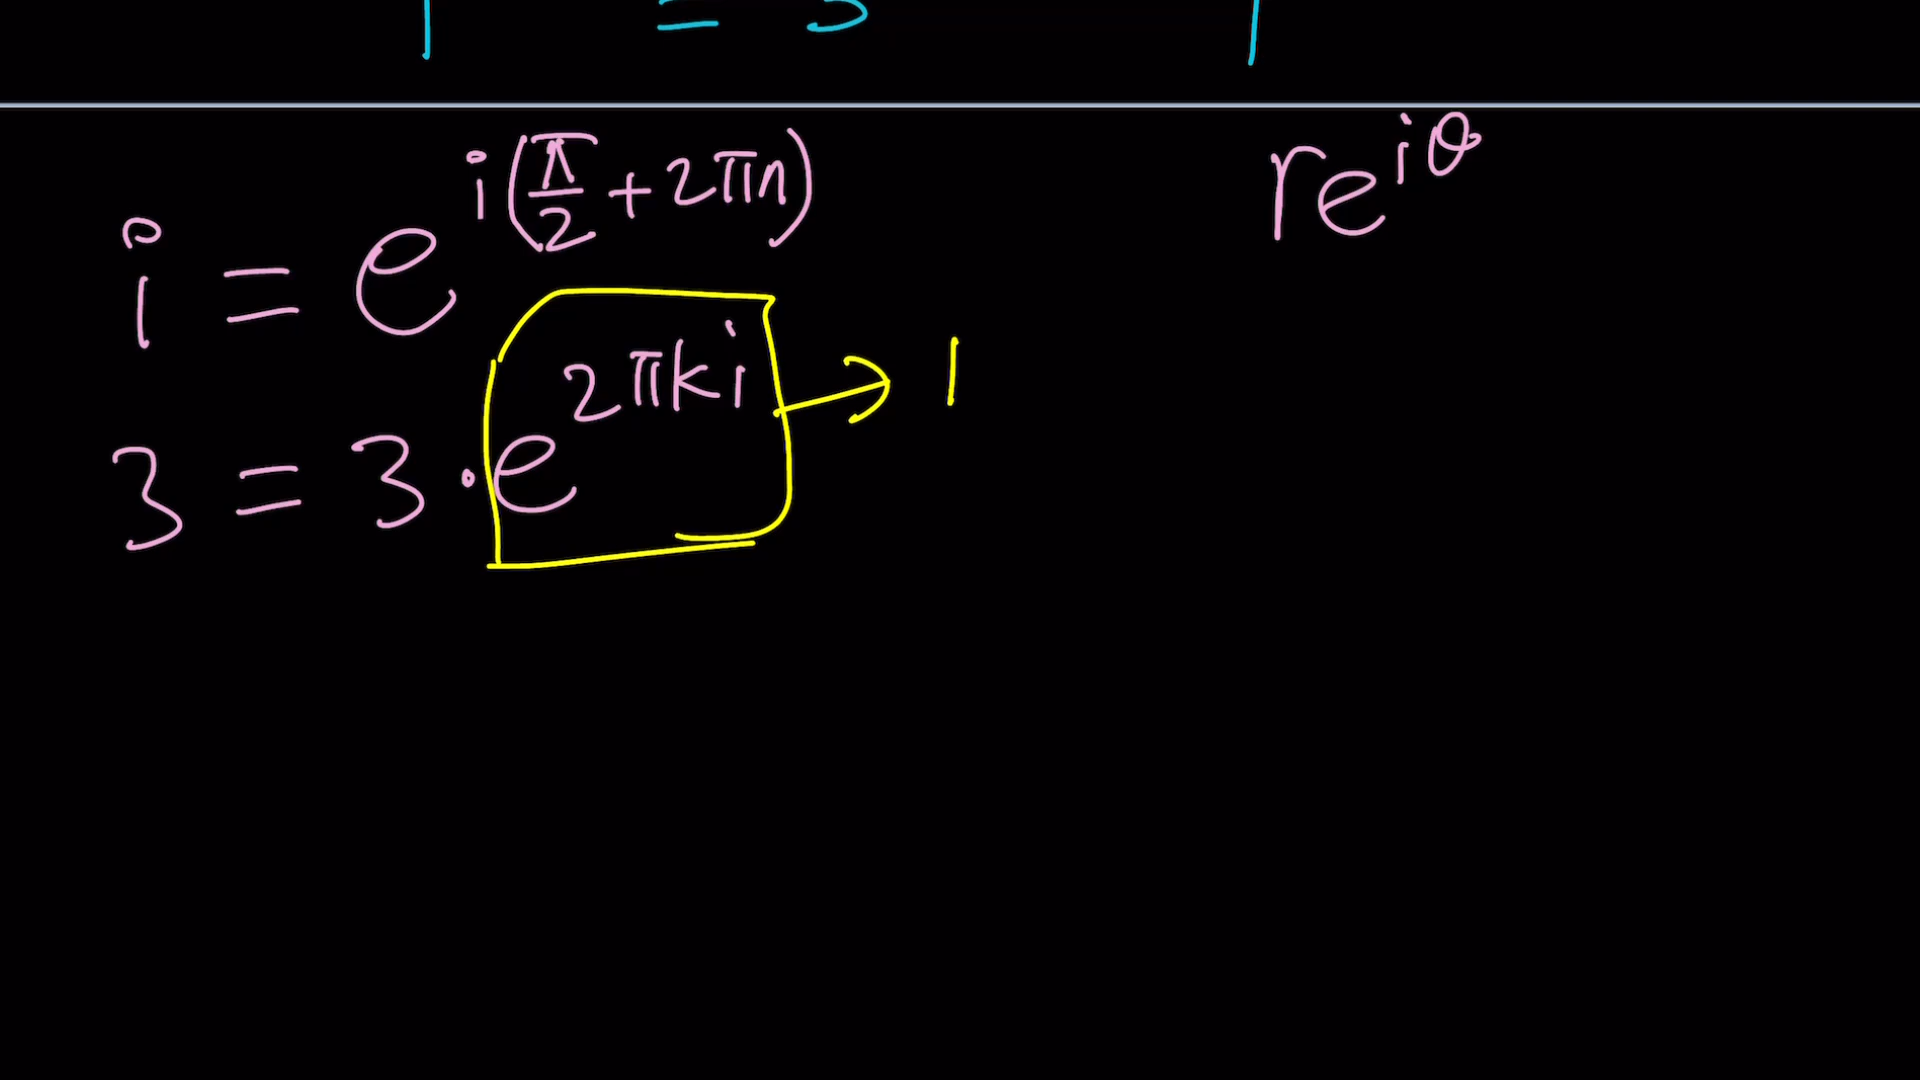 = 3
i = e^{i(π/2 + 2πn)}
re^{iθ}
3 = 3 · e^{2πki} → 1